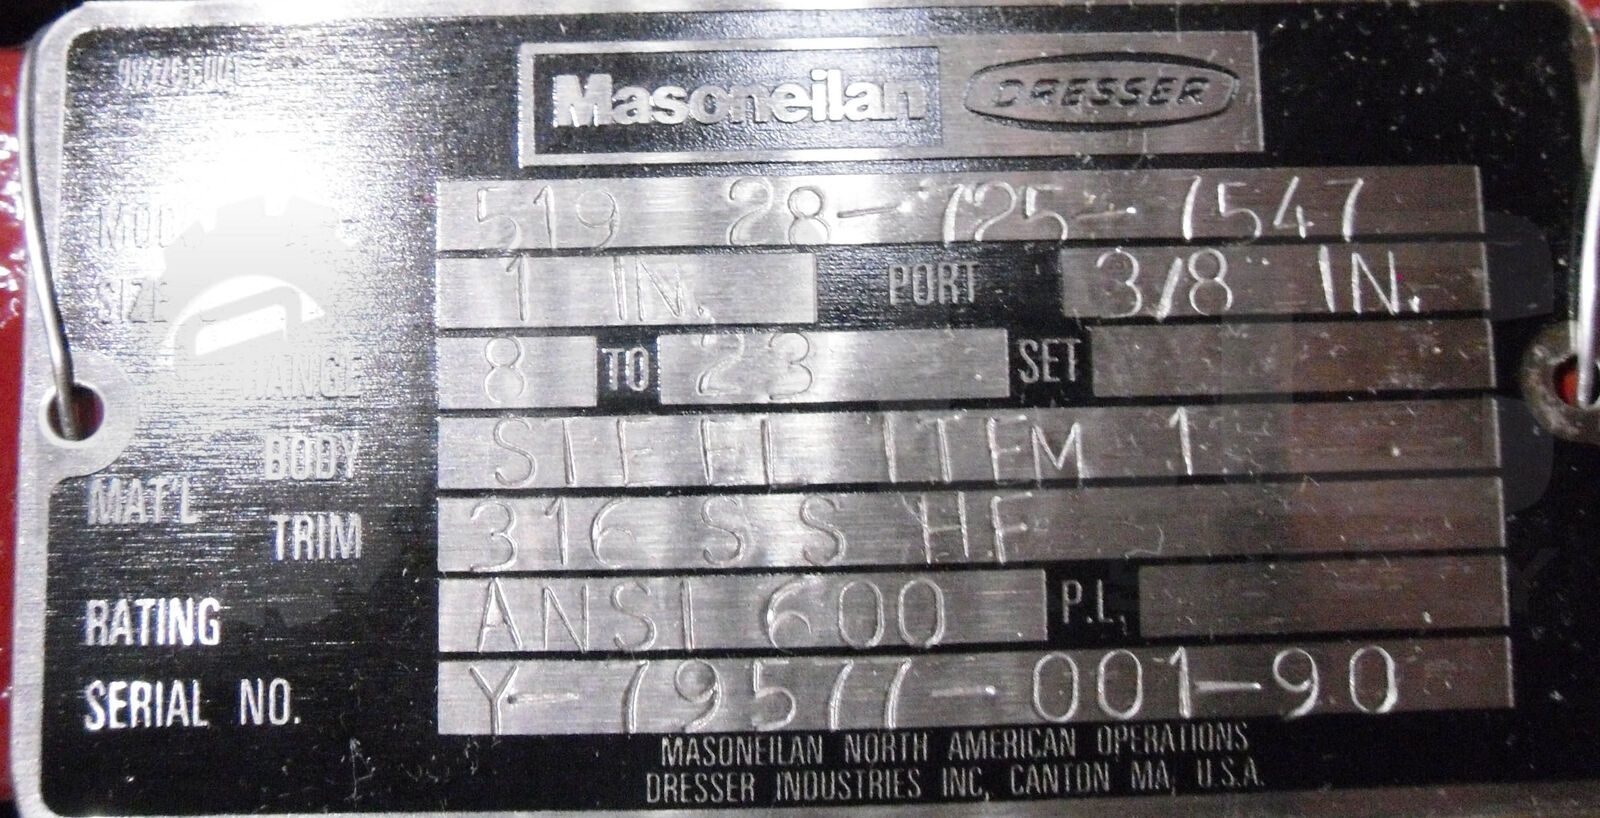 Masoneilan DRESSER
519 28-725-7547
SIZE 1 IN. PORT 3/8" IN.
RANGE 8 TO 23 SET
BODY STEEL ITEM 1
MAT'L
TRIM 316 S S H.F
RATING ANSI 600 P.L.
SERIAL NO. Y-79577-001-90
MASONEILAN NORTH AMERICAN OPERATIONS
DRESSER INDUSTRIES INC, CANTON MA, U.S.A.